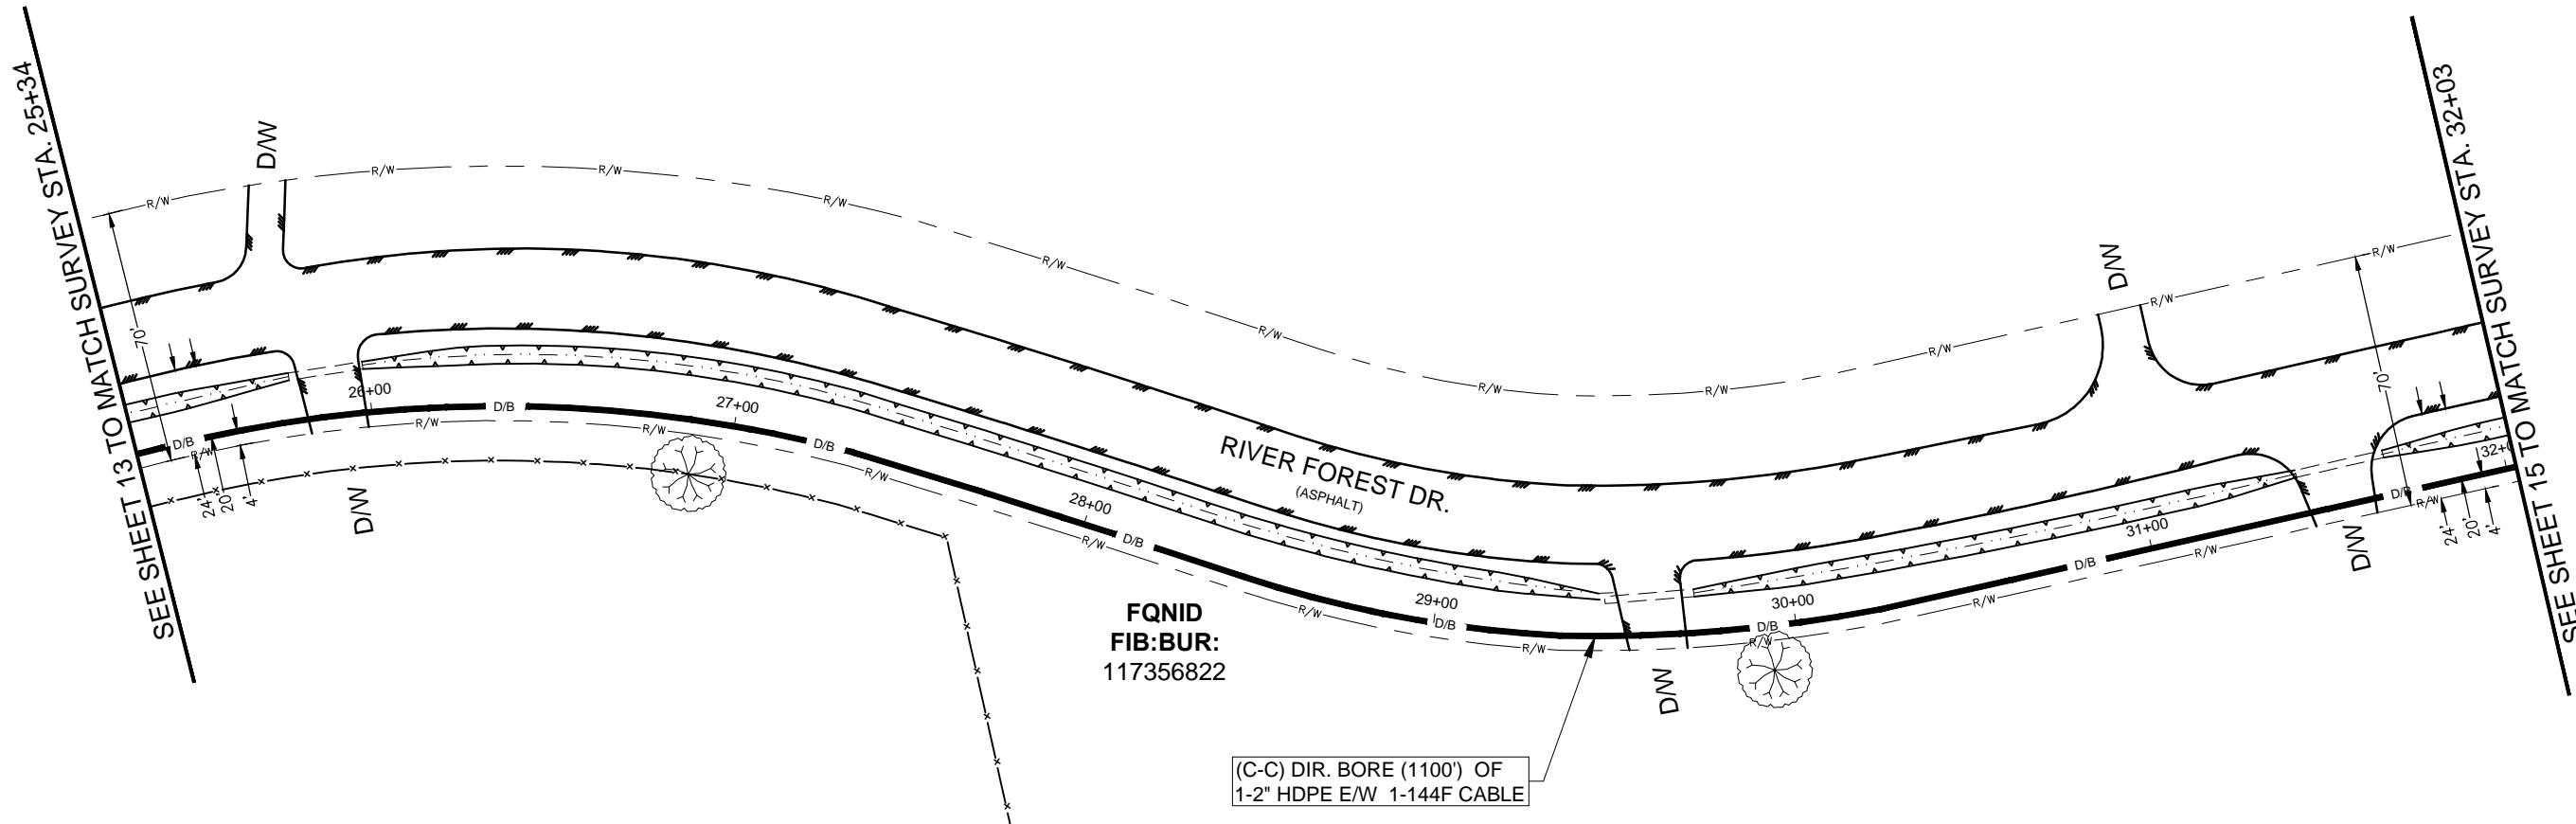 SEE SHEET 13 TO MATCH SURVEY STA. 25+34
D/W
R/W
R/W
R/W
R/W
R/W
R/W
R/W
R/W
R/W
R/W
R/W
D/W
70'
70'
SEE SHEET 15 TO MATCH SURVEY STA. 32+03
26+00
27+00
28+00
29+00
30+00
31+00
32+0
RIVER FOREST DR.
(ASPHALT)
D/B
D/B
D/B
D/B
D/B
D/B
D/B
D/B
R/W
R/W
R/W
R/W
R/W
R/W
R/W
R/W
R/W
R/W
R/W
24'
20'
4'
24'
20'
4'
D/W
D/W
D/W
FQNID
FIB:BUR:
117356822
(C-C) DIR. BORE (1100') OF
1-2" HDPE E/W 1-144F CABLE